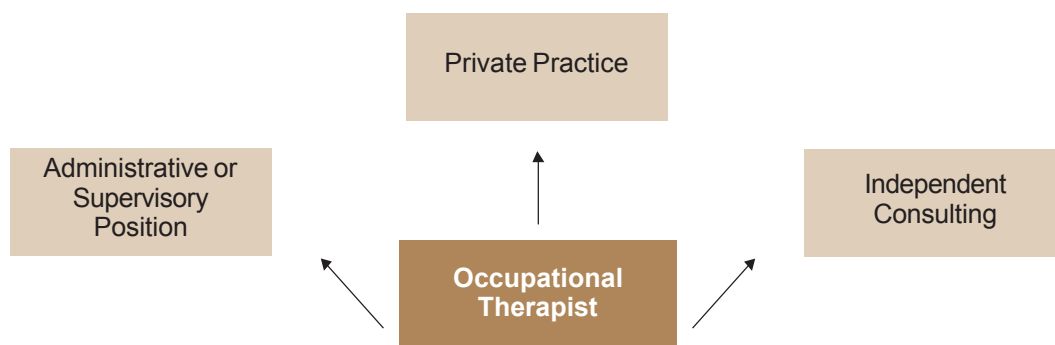 Private Practice
Administrative or
Supervisory
Position
Independent
Consulting
Occupational
Therapist